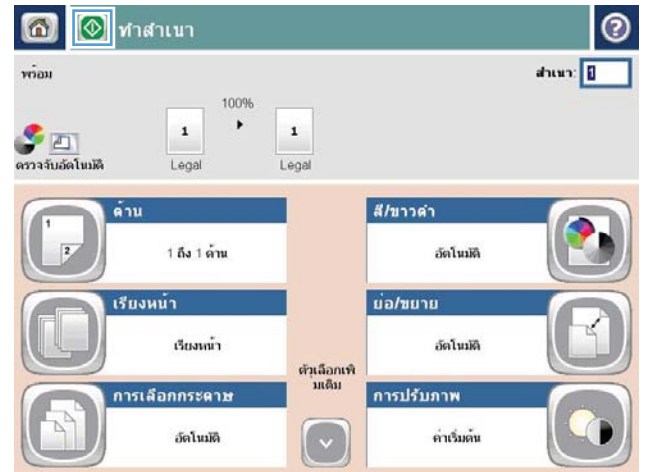 ทำสำเนา
พร้อม
สำเนา: 1
100%
1 1
ตรวจจับอัตโนมัติ
Legal Legal
ด้าน
1 2
1 ถึง 1 ด้าน
สี/ขาวดำ
อัตโนมัติ
เรียงหน้า
เรียงหน้า
ย่อ/ขยาย
อัตโนมัติ
ตัวเลือกเพิ
มเติม
การเลือกกระดาษ
อัตโนมัติ
การปรับภาพ
ค่าเริ่มต้น